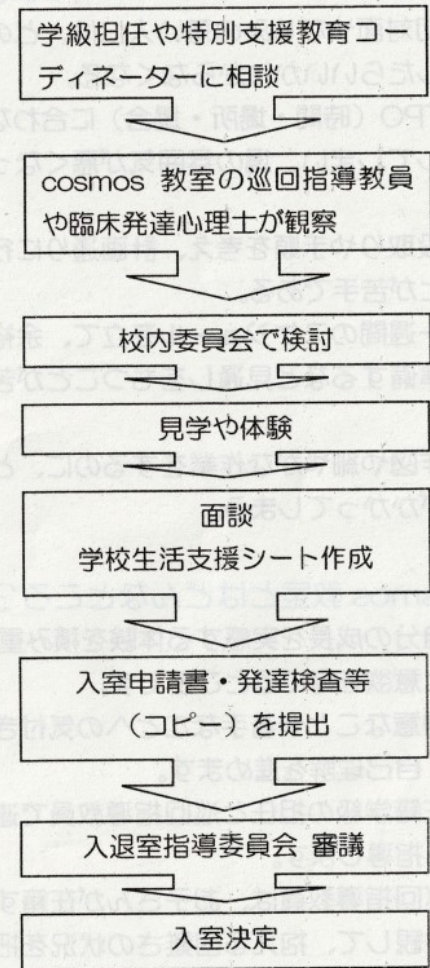 学級担任や特別支援教育コー
ディネーターに相談
cosmos 教室の巡回指導教員
や臨床発達心理士が観察
校内委員会で検討
見学や体験
面談
学校生活支援シート作成
入室申請書・発達検査等
（コピー）を提出
入退室指導委員会 審議
入室決定